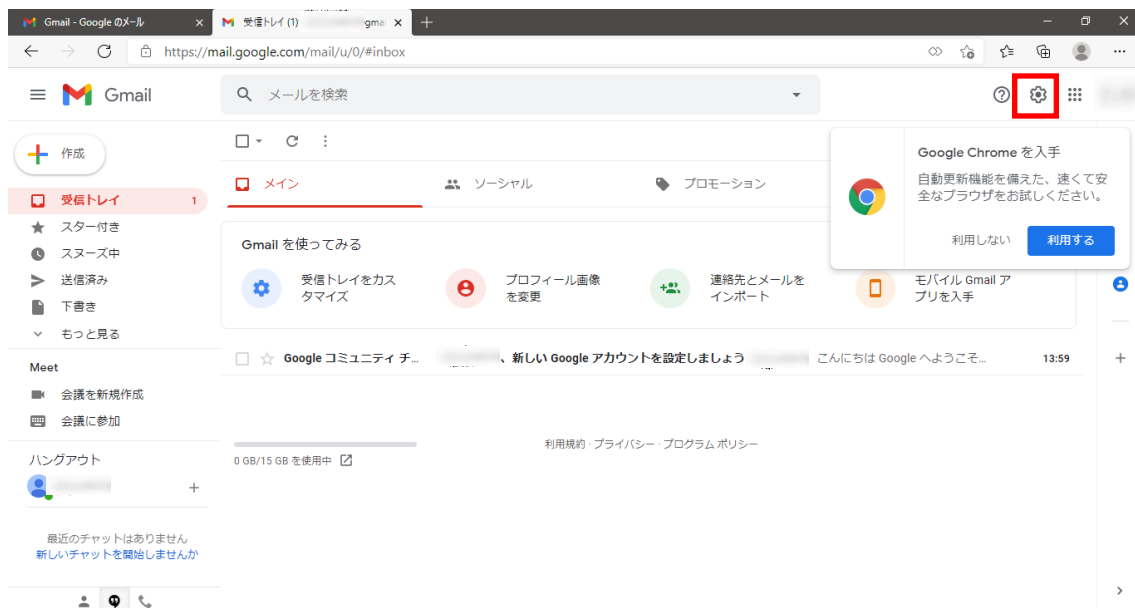 Gmail - Google のメール
受信トレイ (1)
gma
https://mail.google.com/mail/u/0/#inbox
Gmail
メールを検索
作成
メイン
ソーシャル
プロモーション
Google Chrome を入手
自動更新機能を備えた、速くて安
全なブラウザをお試しください。
利用しない
利用する
受信トレイ
1
スター付き
スヌーズ中
送信済み
下書き
もっと見る
Gmail を使ってみる
受信トレイをカス
タマイズ
プロフィール画像
を変更
連絡先とメールを
インポート
モバイル Gmail ア
プリを入手
Google コミュニティ チ...
、新しい Google アカウントを設定しましょう
こんにちは Google へようこそ...
13:59
Meet
会議を新規作成
会議に参加
利用規約 · プライバシー · プログラム ポリシー
0 GB/15 GB を使用中
ハングアウト
最近のチャットはありません
新しいチャットを開始しませんか